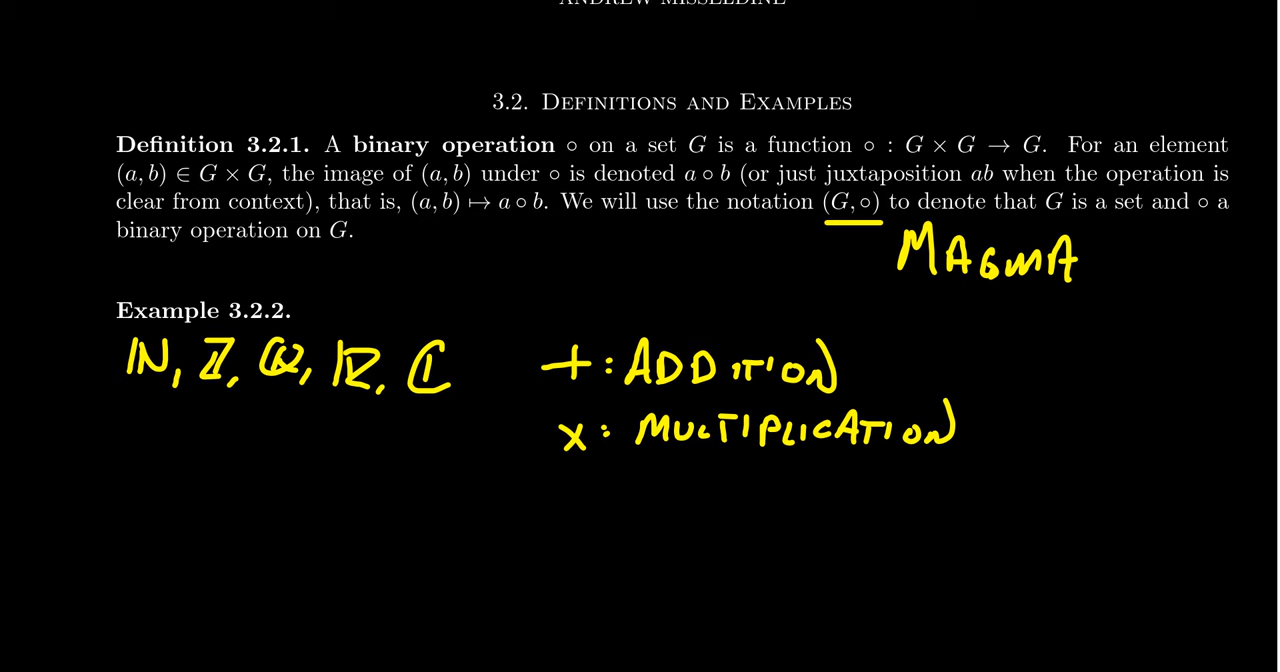 ANDREW MISSELDINE
3.2. DEFINITIONS AND EXAMPLES
Definition 3.2.1. A binary operation ∘ on a set G is a function ∘ : G × G → G. For an element
(a, b) ∈ G × G, the image of (a, b) under ∘ is denoted a ∘ b (or just juxtaposition ab when the operation is
clear from context), that is, (a, b) ↦ a ∘ b. We will use the notation (G, ∘) to denote that G is a set and ∘ a
binary operation on G.
MAGMA
Example 3.2.2.
ℕ, ℤ, ℚ, ℝ, ℂ +: ADDITION
×: MULTIPLICATION